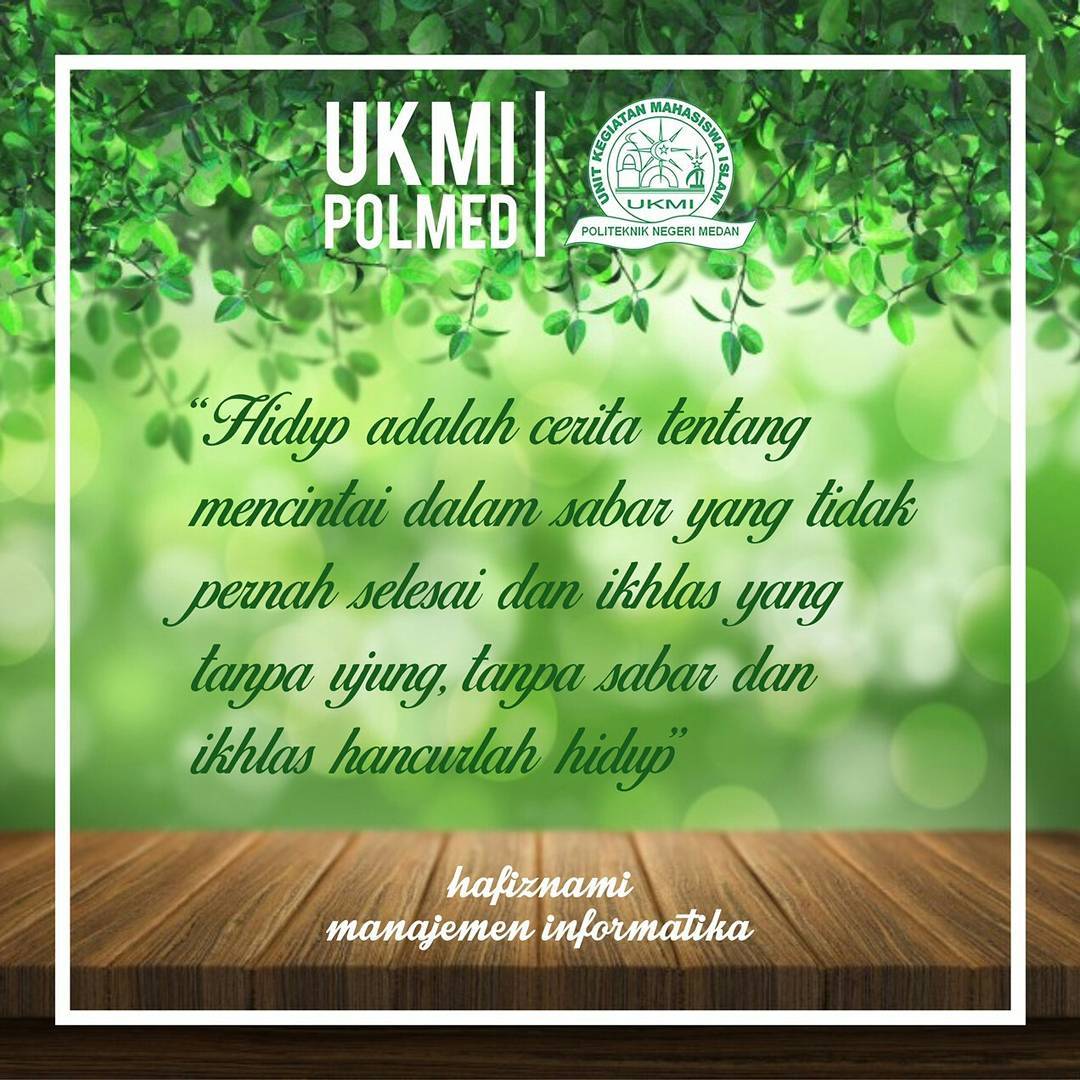 UKMI
POLMED
UNIT KEGIATAN MAHASISWA ISLAM
UKMI
POLITEKNIK NEGERI MEDAN
“Hidup adalah cerita tentang
mencintai dalam sabar yang tidak
pernah selesai dan ikhlas yang
tanpa ujung, tanpa sabar dan
ikhlas hancurlah hidup”
hafiznami
manajemen informatika